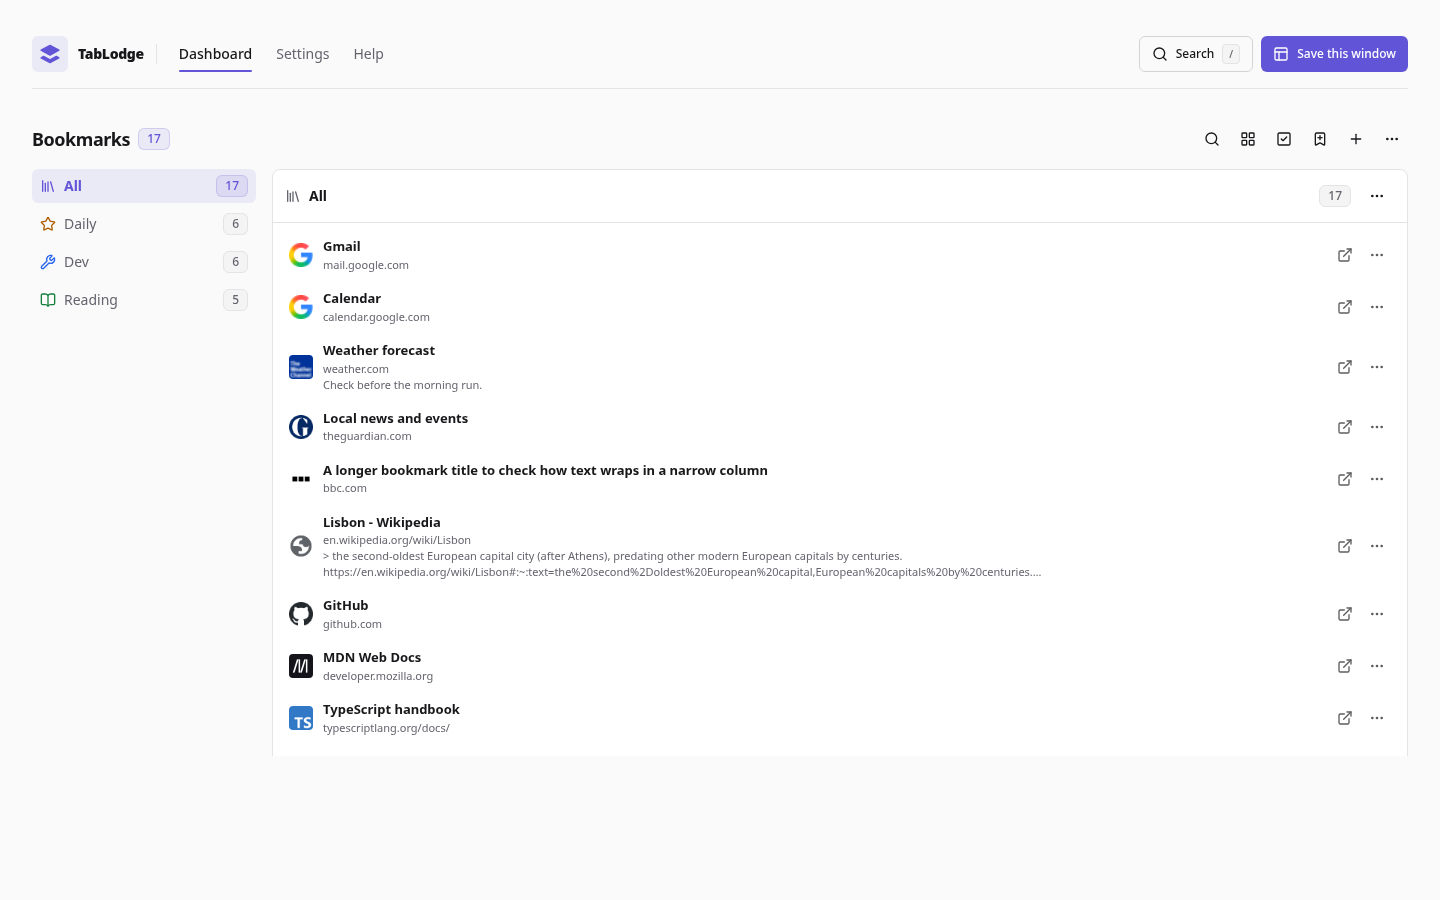 TabLodge
Dashboard
Settings
Help
Search /
Save this window
Bookmarks 17
All 17
Daily 6
Dev 6
Reading 5
All 17
Gmail
mail.google.com
Calendar
calendar.google.com
The Weather Channel
Weather forecast
weather.com
Check before the morning run.
Local news and events
theguardian.com
A longer bookmark title to check how text wraps in a narrow column
bbc.com
Lisbon - Wikipedia
en.wikipedia.org/wiki/Lisbon
> the second-oldest European capital city (after Athens), predating other modern European capitals by centuries.
https://en.wikipedia.org/wiki/Lisbon#:~:text=the%20second%2Doldest%20European%20capital,European%20capitals%20by%20centuries....
GitHub
github.com
MDN Web Docs
developer.mozilla.org
TS
TypeScript handbook
typescriptlang.org/docs/